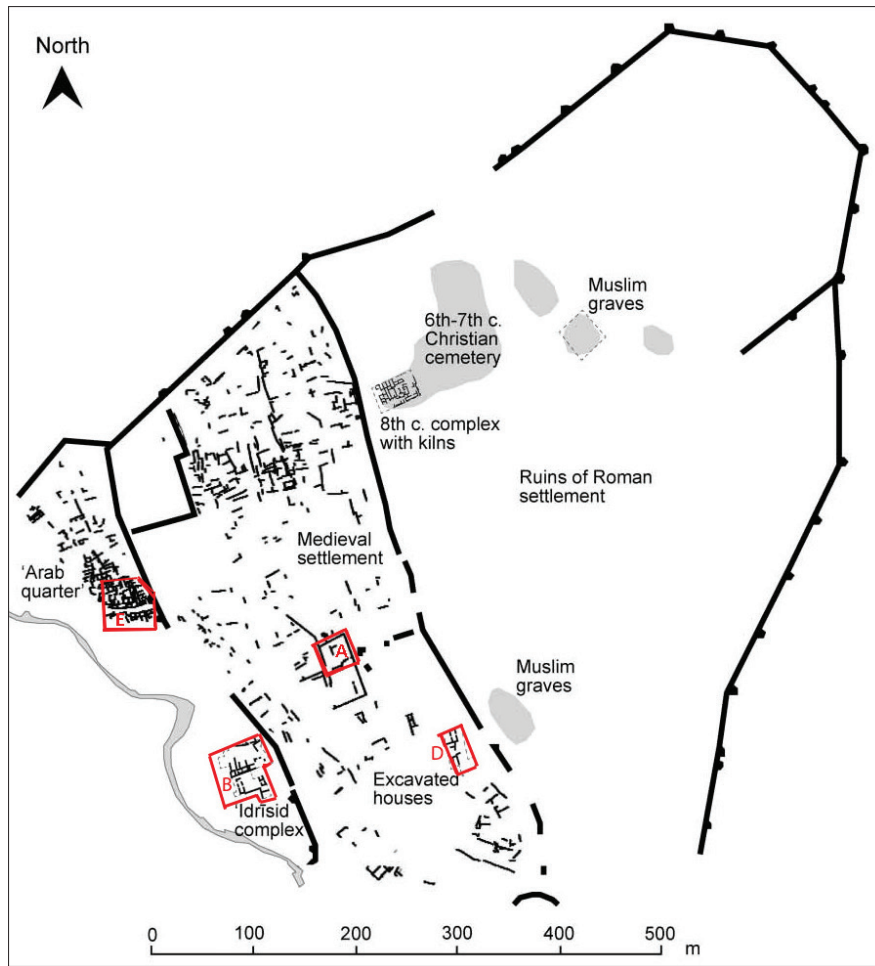 North
Muslim
graves
6th-7th c.
Christian
cemetery
8th c. complex
with kilns
Ruins of Roman
settlement
Medieval
settlement
'Arab
quarter'
E
A
Muslim
graves
D
B
Excavated
houses
'Idrisid
complex
0 100 200 300 400 500 m